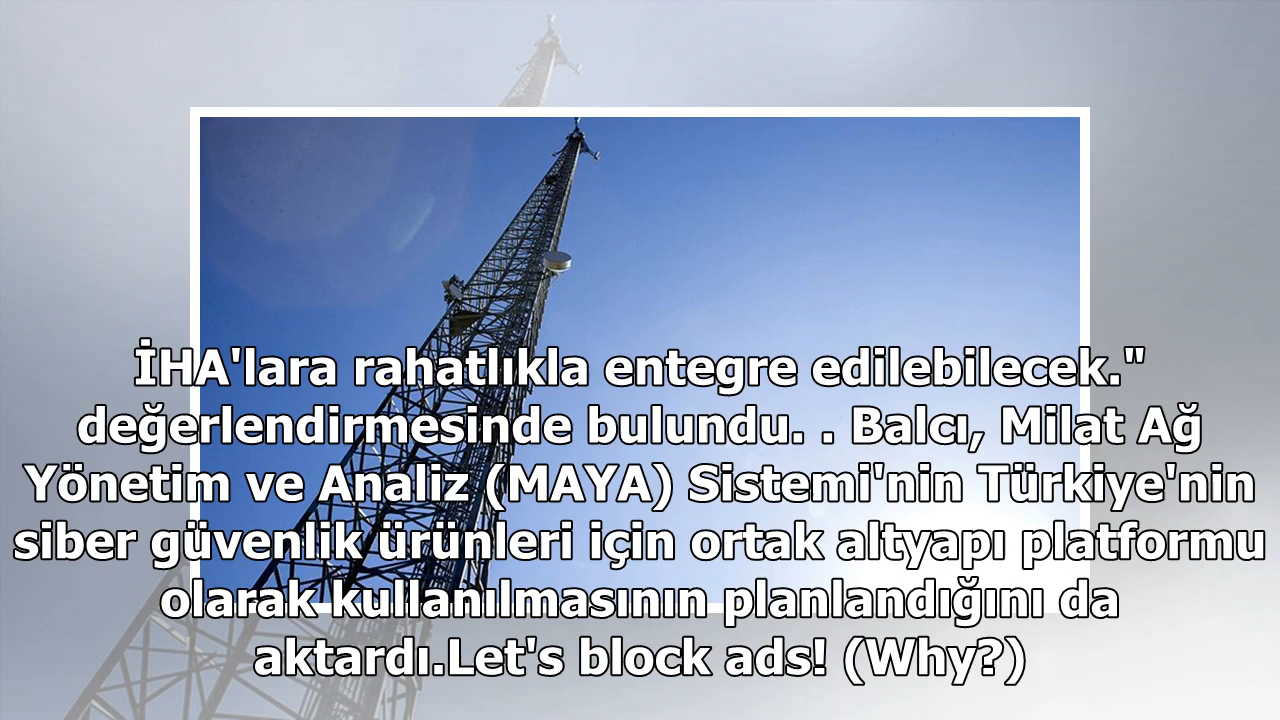 İHA'lara rahatlıkla entegre edilebilecek."
değerlendirmesinde bulundu. . Balcı, Milat Ağ
Yönetim ve Analiz (MAYA) Sistemi'nin Türkiye'nin
siber güvenlik ürünleri için ortak altyapı platformu
olarak kullanılmasının planlandığını da
aktardı.Let's block ads! (Why?)